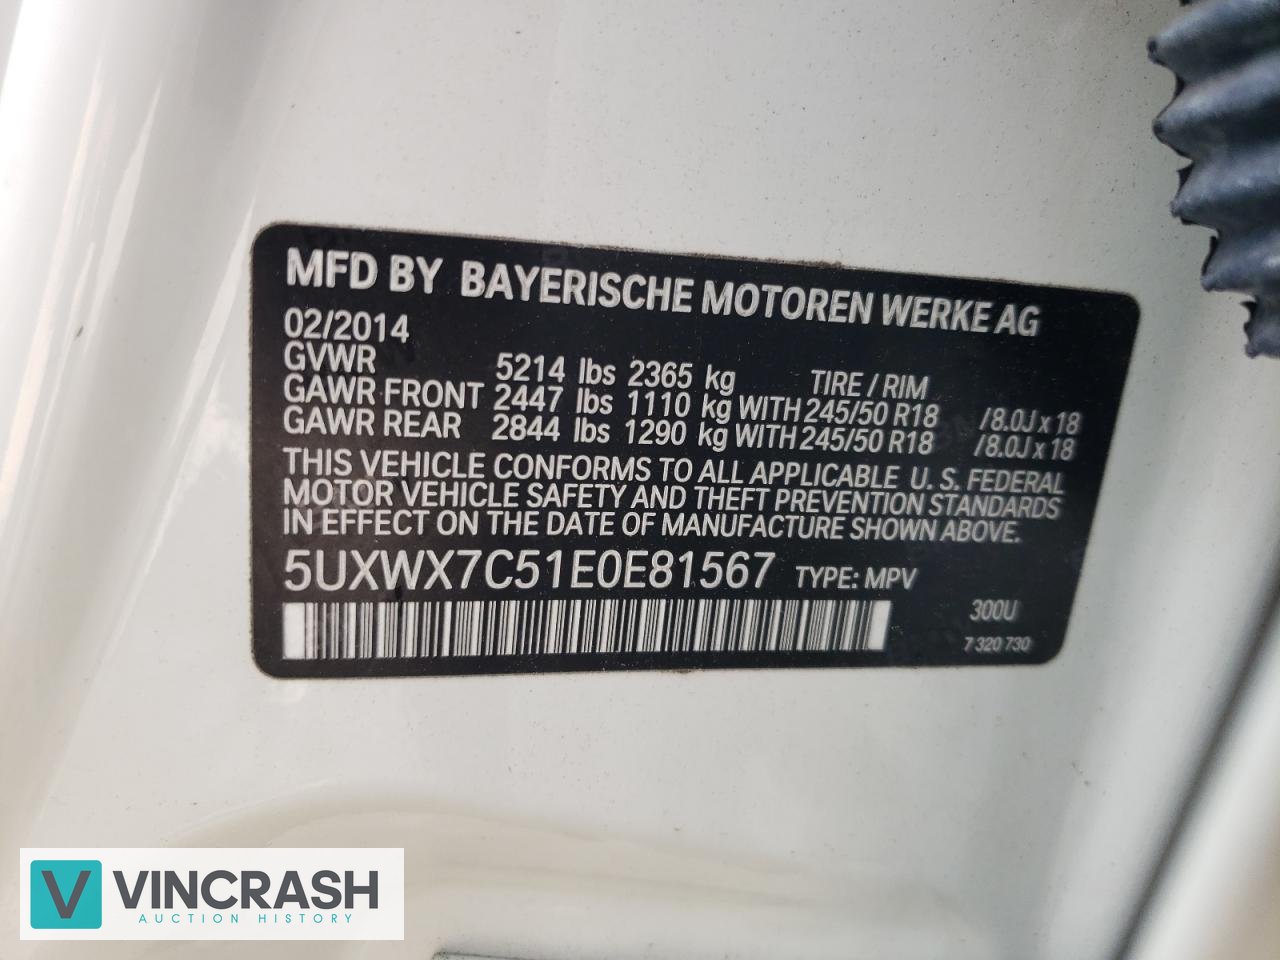 MFD BY BAYERISCHE MOTOREN WERKE AG
02/2014
GVWR 5214 lbs 2365 kg TIRE / RIM
GAWR FRONT 2447 lbs 1110 kg WITH 245/50 R18 /8.0J x 18
GAWR REAR 2844 lbs 1290 kg WITH 245/50 R18 /8.0J x 18
THIS VEHICLE CONFORMS TO ALL APPLICABLE U. S. FEDERAL
MOTOR VEHICLE SAFETY AND THEFT PREVENTION STANDARDS
IN EFFECT ON THE DATE OF MANUFACTURE SHOWN ABOVE.
5UXWX7C51E0E81567 TYPE: MPV
300U
7 320 730
V VINCRASH
AUCTION HISTORY